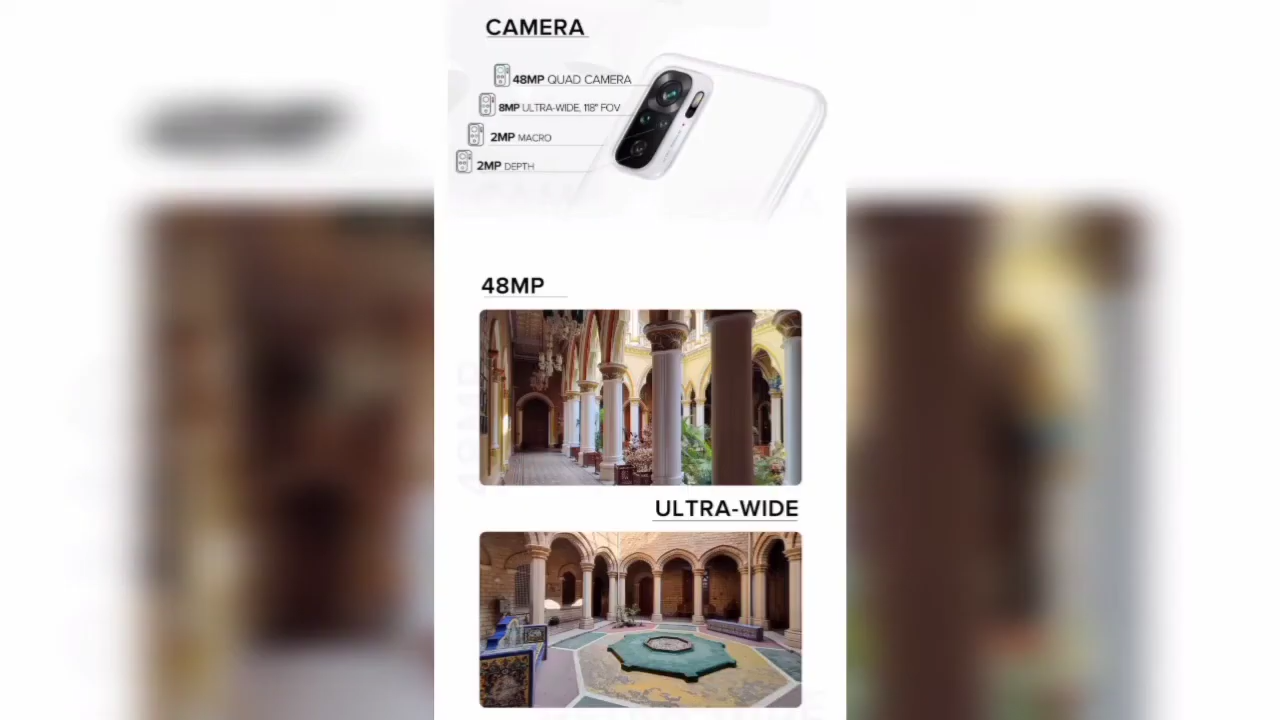 CAMERA
48MP QUAD CAMERA
8MP ULTRA-WIDE, 118° FOV
2MP MACRO
2MP DEPTH
48MP
ULTRA-WIDE